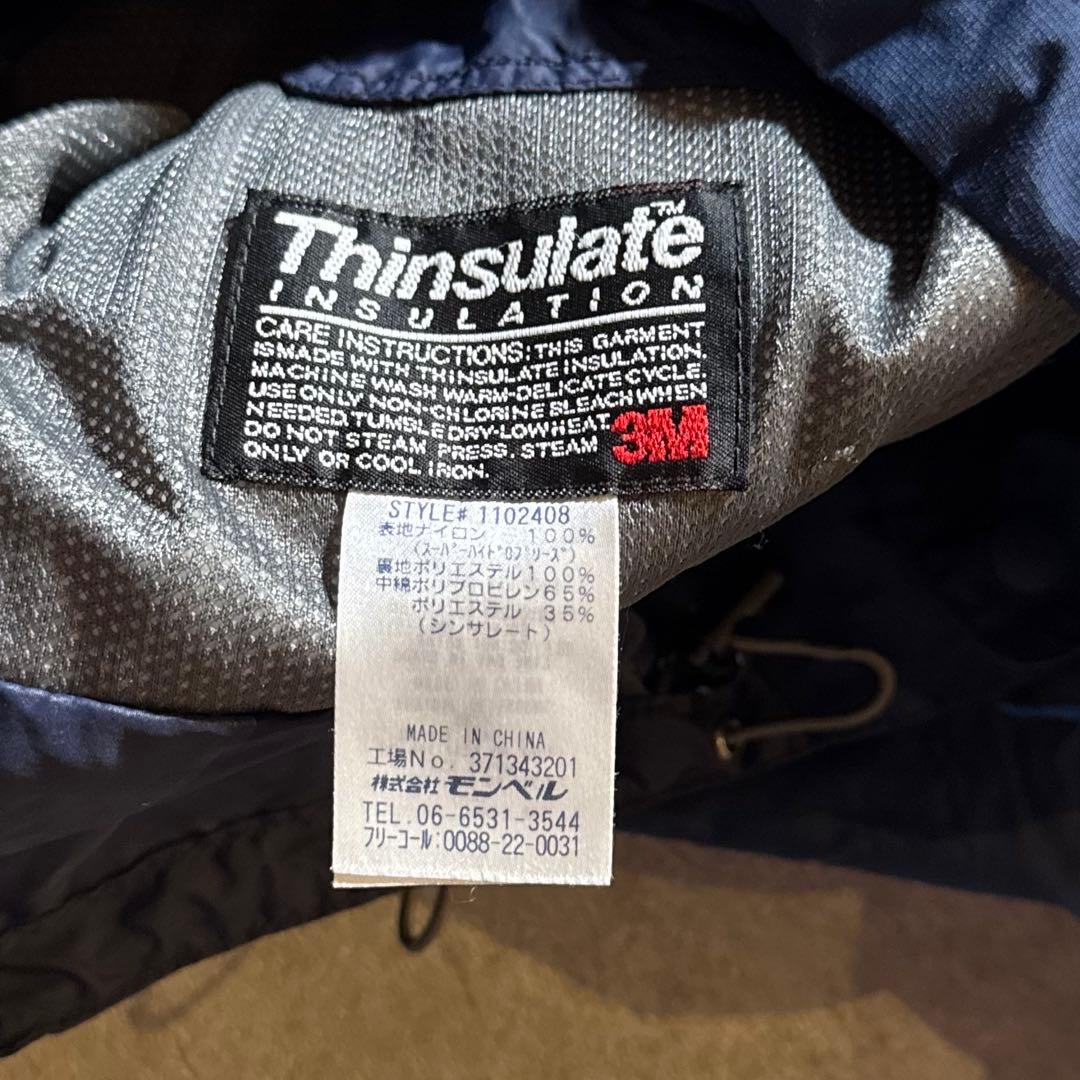 Thinsulate™
INSULATION
CARE INSTRUCTIONS: THIS GARMENT
IS MADE WITH THINSULATE INSULATION.
MACHINE WASH WARM-DELICATE CYCLE.
USE ONLY NON-CHLORINE BLEACH WHEN
NEEDED. TUMBLE DRY-LOW HEAT.
DO NOT STEAM PRESS. STEAM
ONLY OR COOL IRON.
3M
STYLE# 1102408
表地ナイロン 100%
(スーパーハイドロブリーズ)
裏地ポリエステル100%
中綿ポリプロピレン65%
ポリエステル 35%
(シンサレート)
MADE IN CHINA
工場No. 371343201
株式会社モンベル
TEL. 06-6531-3544
フリーコール:0088-22-0031